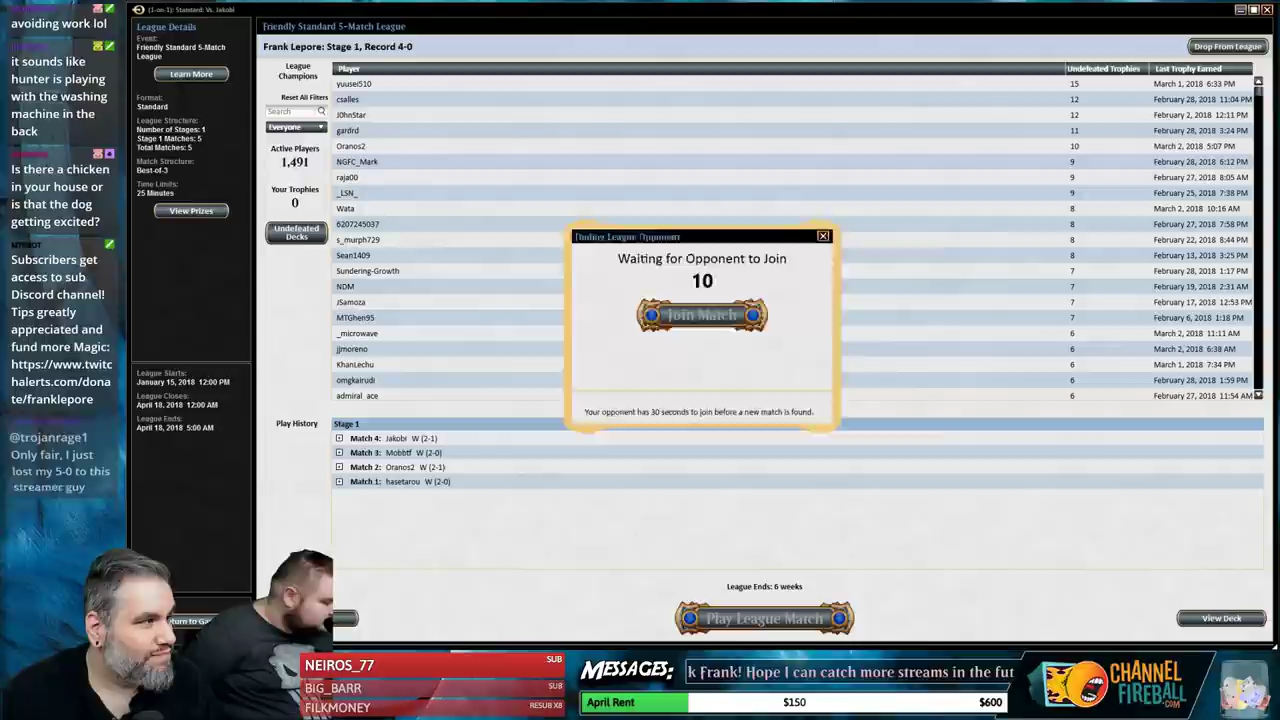 (1-on-1): Standard: Vs. Jakobi
avoiding work lol
it sounds like
hunter is playing
with the washing
machine in the
back
Is there a chicken
in your house or
is that the dog
getting excited?
Subscribers get
access to sub
Discord channel!
Tips greatly
appreciated and
find more Magic:
https://www.twitc
halerts.com/dona
te/franklepore
@trojanrage1
Only fair, I just
lost my 5-0 to this
streamer guy
League Details
Event:
Friendly Standard 5-Match
League
Learn More
Format:
Standard
League Structure:
Number of Stages: 1
Stage 1 Matches: 5
Total Matches: 5
Match Structure:
Best-of-3
Time Limits:
25 Minutes
View Prizes
League Starts:
January 15, 2018 12:00 PM
League Closes:
April 18, 2018 12:00 AM
League Ends:
April 18, 2018 5:00 AM
Friendly Standard 5-Match League
Frank Lepore: Stage 1, Record 4-0
Drop From League
League
Champions
Reset All Filters
Search
Everyone
Active Players
1,491
Your Trophies
0
Undefeated
Decks
Player Undefeated Trophies Last Trophy Earned
yuusei510 15 March 1, 2018 6:33 PM
csalles 12 February 28, 2018 11:04 PM
J0hnStar 12 February 2, 2018 12:11 PM
gardrd 11 February 28, 2018 3:24 PM
Oranos2 10 March 2, 2018 5:07 PM
NGFC_Mark 9 February 28, 2018 6:12 PM
raja00 9 February 27, 2018 8:05 AM
_LSN_ 9 February 25, 2018 7:38 PM
Wata 8 March 2, 2018 10:16 AM
6207245037 8 February 27, 2018 7:58 PM
s_murph729 8 February 22, 2018 8:44 PM
Sean1409 8 February 13, 2018 3:25 PM
Sundering-Growth 7 February 28, 2018 1:17 PM
NDM 7 February 19, 2018 2:31 AM
JSamoza 7 February 17, 2018 12:53 PM
MTGhen95 7 February 6, 2018 1:18 PM
_microwave 6 March 2, 2018 11:11 AM
jjmoreno 6 March 2, 2018 6:38 AM
KhanLechu 6 March 1, 2018 7:34 PM
omgkairudi 6 February 28, 2018 1:59 PM
admiral ace 6 February 27, 2018 11:54 AM
Finding League Opponent
Waiting for Opponent to Join
10
Join Match
Your opponent has 30 seconds to join before a new match is found.
Play History
Stage 1
Match 4: Jakobi W (2-1)
Match 3: Mobbtf W (2-0)
Match 2: Oranos2 W (2-1)
Match 1: hasetarou W (2-0)
League Ends: 6 weeks
Play League Match
View Deck
NEIROS_77 SUB
BIG_BARR SUB
FILKMONEY RESUB X8
MESSAGES:
k Frank! Hope I can catch more streams in the fut
April Rent $150 $600
CHANNEL
FIREBALL
.COM